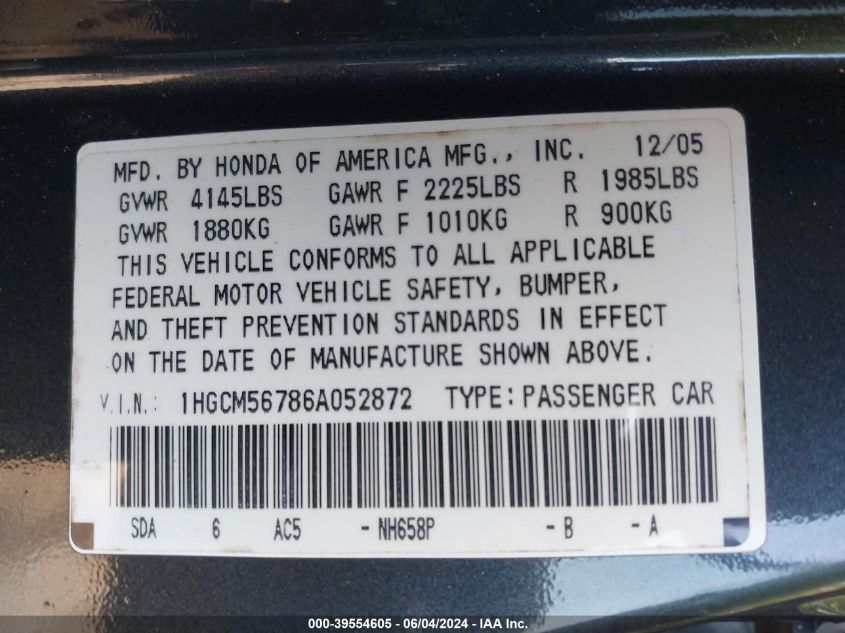 MFD. BY HONDA OF AMERICA MFG., INC. 12/05
GVWR 4145LBS GAWR F 2225LBS R 1985LBS
GVWR 1880KG GAWR F 1010KG R 900KG
THIS VEHICLE CONFORMS TO ALL APPLICABLE
FEDERAL MOTOR VEHICLE SAFETY, BUMPER,
AND THEFT PREVENTION STANDARDS IN EFFECT
ON THE DATE OF MANUFACTURE SHOWN ABOVE.
V.I.N.: 1HGCM56786A052872 TYPE: PASSENGER CAR
SDA 6 AC5 -NH658P -B -A
000-39554605 - 06/04/2024 - IAA Inc.